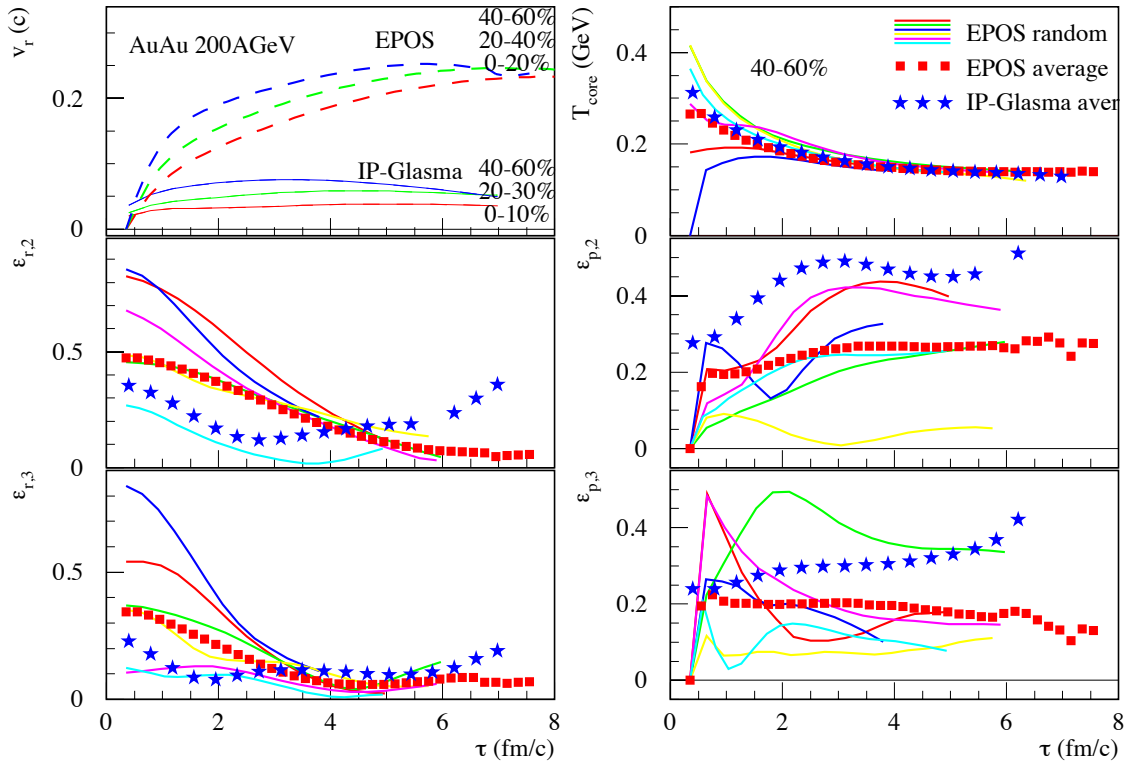 v_r (c)
AuAu 200AGeV
EPOS
40-60%
20-40%
0-20%
0.2
0
IP-Glasma
40-60%
20-30%
0-10%
T_core (GeV)
0.4
0.2
0
40-60%
EPOS random
EPOS average
IP-Glasma aver
ε_r,2
0.5
0
ε_p,2
0.4
0.2
0
ε_r,3
0.5
0
0 2 4 6 8
τ (fm/c)
ε_p,3
0.4
0.2
0
0 2 4 6 8
τ (fm/c)